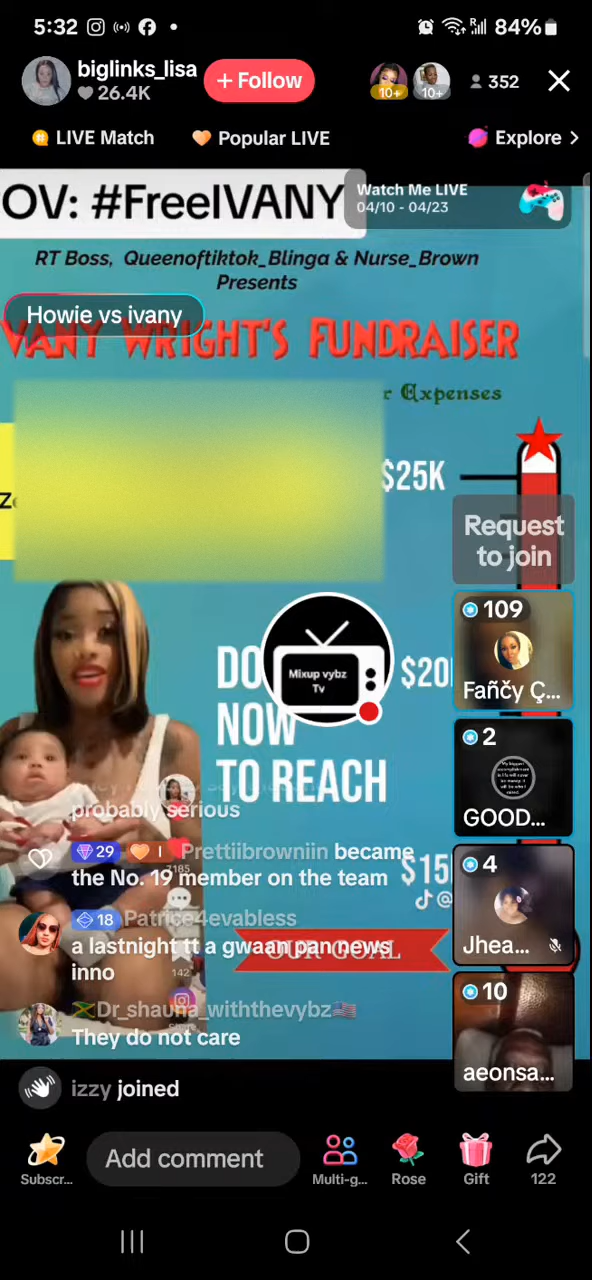 5:32
84%
biglinks_lisa
26.4K
+ Follow
10+
10+
352
LIVE Match
Popular LIVE
Explore >
OV: #FreeIVANY
Watch Me LIVE
04/10 - 04/23
RT Boss, Queenoftiktok_Blinga & Nurse_Brown
Presents
Howie vs ivany
VANY WRIGHT'S FUNDRAISER
r Expenses
$25K
Request
to join
109
Fañčy Ç...
DO
$20
Mixup vybz
Tv
NOW
TO REACH
2
GOOD...
probably serious
29
Prettiibrowniin became
the No. 19 member on the team
$15
4
Jhea...
18
Patrice4evabless
a lastnight tt a gwaan pan news
inno
OUR GOAL
142
10
aeonsa...
Dr_shauna_withthevybz
They do not care
izzy joined
Subscr...
Add comment
Multi-g...
Rose
Gift
122